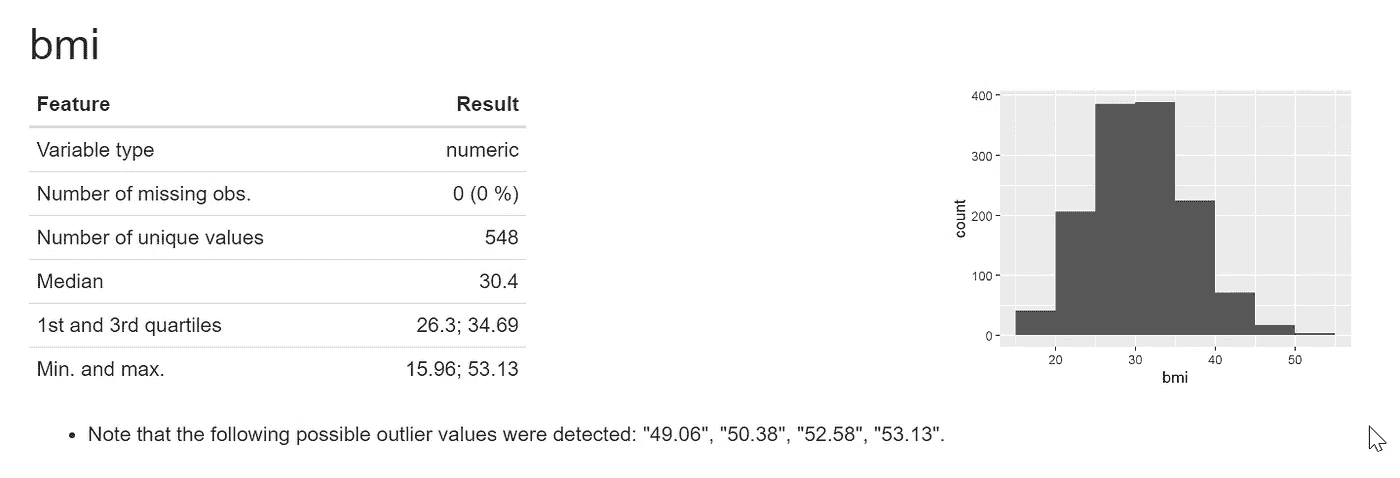 bmi
Feature Result
Variable type numeric
Number of missing obs. 0 (0 %)
Number of unique values 548
Median 30.4
1st and 3rd quartiles 26.3; 34.69
Min. and max. 15.96; 53.13
400
300
200
100
0
count
20 30 40 50
bmi
• Note that the following possible outlier values were detected: "49.06", "50.38", "52.58", "53.13".